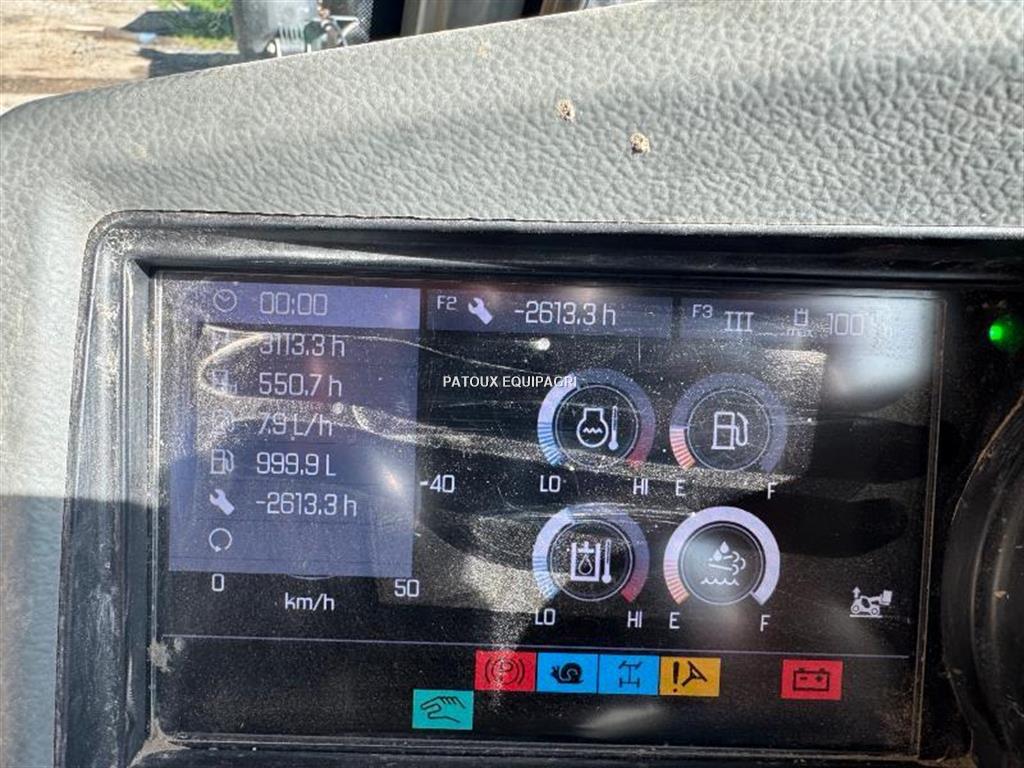 00:00
F2 -2613.3 h
F3 III 100
3113.3 h
550.7 h
PATOUX EQUIPAGRI
7.9 L/h
999.9 L
-2613.3 h
40
LO HI E F
0 50
km/h
LO HI E F